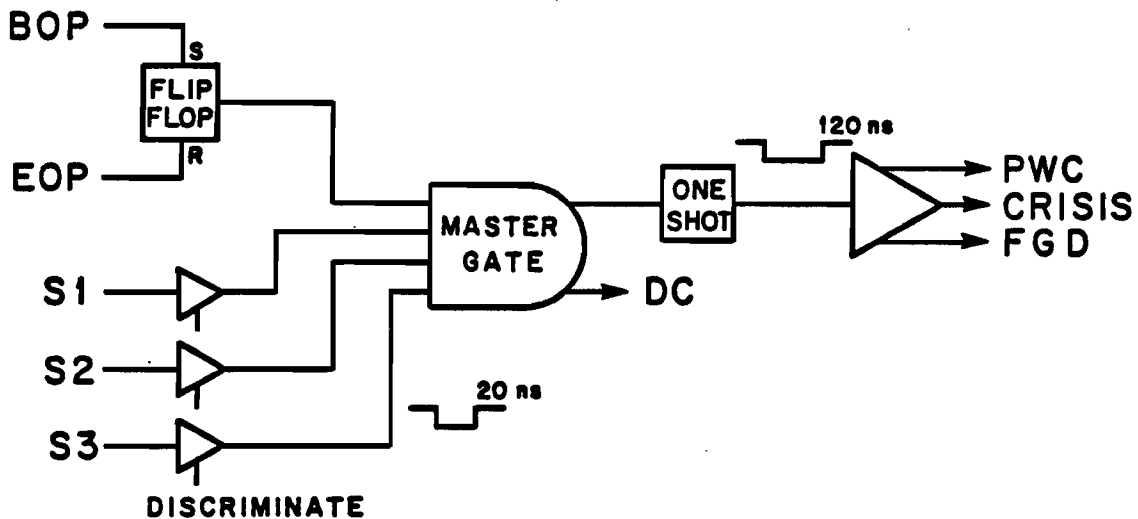 BOP
S
FLIP
FLOP
R
EOP
S1
S2
S3
DISCRIMINATE
MASTER
GATE
20 ns
DC
ONE
SHOT
120 ns
PWC
CRISIS
FGD